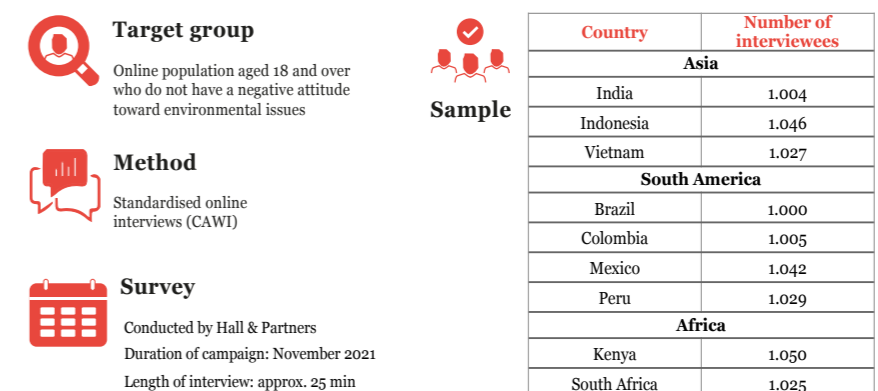 Target group
Online population aged 18 and over
who do not have a negative attitude
toward environmental issues
Method
Standardised online
interviews (CAWI)
Survey
Conducted by Hall & Partners
Duration of campaign: November 2021
Length of interview: approx. 25 min
Sample
Country Number of interviewees
Asia
India 1.004
Indonesia 1.046
Vietnam 1.027
South America
Brazil 1.000
Colombia 1.005
Mexico 1.042
Peru 1.029
Africa
Kenya 1.050
South Africa 1.025